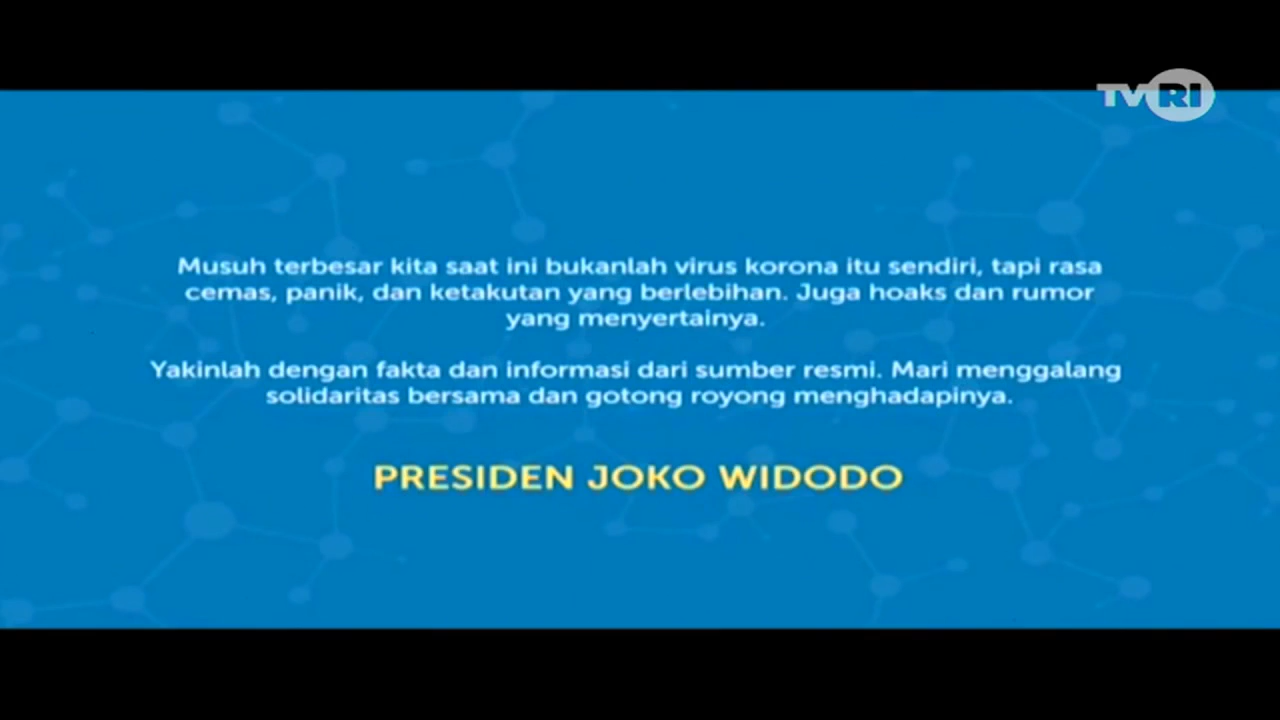 TVRI
Musuh terbesar kita saat ini bukanlah virus korona itu sendiri, tapi rasa
cemas, panik, dan ketakutan yang berlebihan. Juga hoaks dan rumor
yang menyertainya.
Yakinlah dengan fakta dan informasi dari sumber resmi. Mari menggalang
solidaritas bersama dan gotong royong menghadapinya.
PRESIDEN JOKO WIDODO